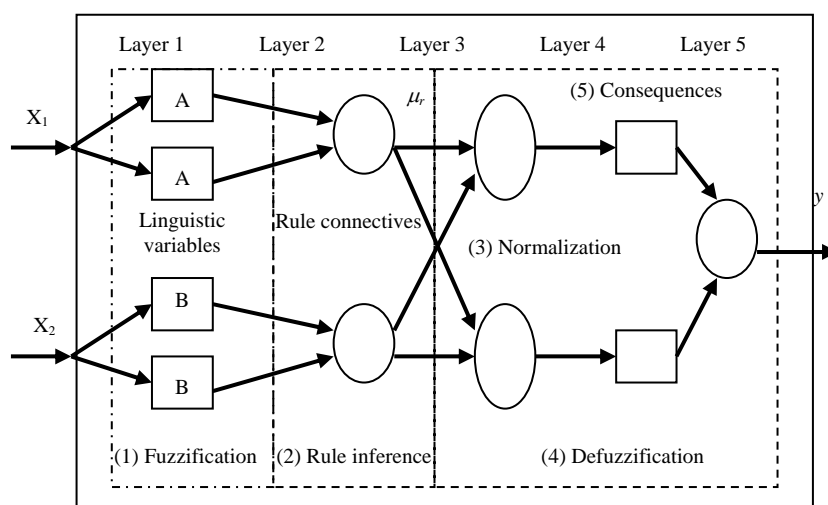 Layer 1 Layer 2 Layer 3 Layer 4 Layer 5
A
μr
(5) Consequences
X1
A
Linguistic
variables
Rule connectives
y
(3) Normalization
B
X2
B
(1) Fuzzification
(2) Rule inference
(4) Defuzzification